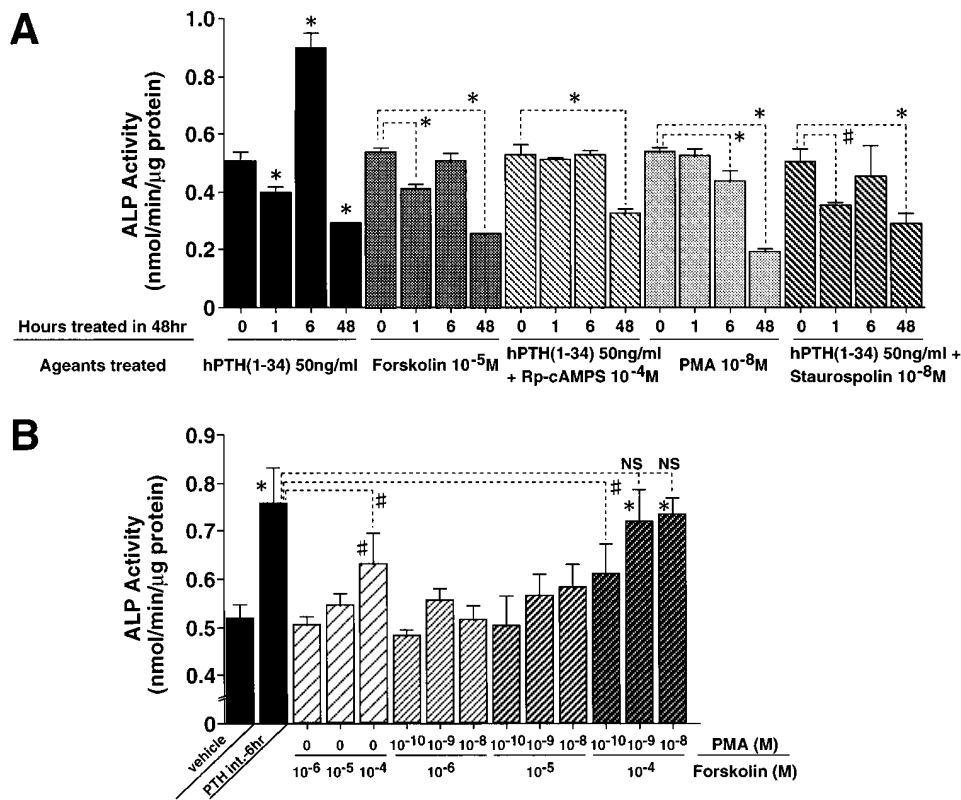 A
ALP Activity
(nmol/min/µg protein)
1.0
0.8
0.6
0.4
0.2
0
*
*
*
*
*
*
*
*
#
*
Hours treated in 48hr
0 1 6 48 0 1 6 48 0 1 6 48 0 1 6 48 0 1 6 48
Ageants treated
hPTH(1-34) 50ng/ml
Forskolin 10-5M
hPTH(1-34) 50ng/ml
+ Rp-cAMPS 10-4M
PMA 10-8M
hPTH(1-34) 50ng/ml +
Staurospolin 10-8M
B
ALP Activity
(nmol/min/µg protein)
0.9
0.8
0.7
0.6
0.5
0.4
0
*
#
#
#
NS NS
* *
vehicle
PTH int.-6hr
0 0 0 10-10 10-9 10-8 10-10 10-9 10-8 10-10 10-9 10-8 PMA (M)
10-6 10-5 10-4 10-6 10-5 10-4 Forskolin (M)